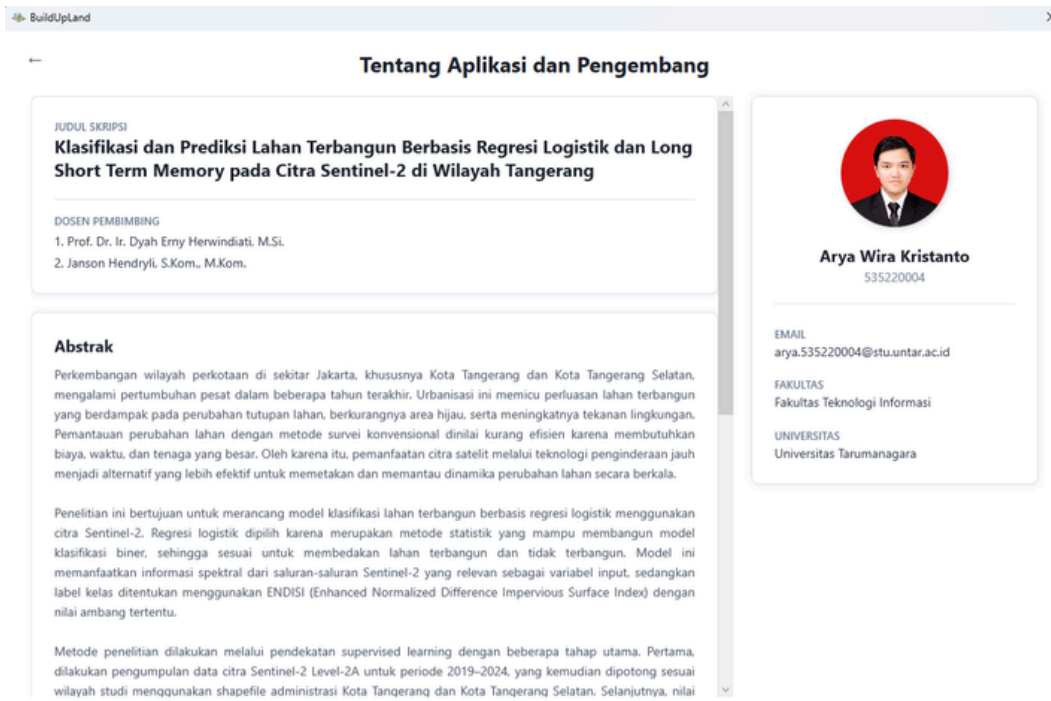 BuildUpLand
←
Tentang Aplikasi dan Pengembang
JUDUL SKRIPSI
Klasifikasi dan Prediksi Lahan Terbangun Berbasis Regresi Logistik dan Long
Short Term Memory pada Citra Sentinel-2 di Wilayah Tangerang
DOSEN PEMBIMBING
1. Prof. Dr. Ir. Dyah Erny Herwindiati, M.Si.
2. Janson Hendryli, S.Kom., M.Kom.
Abstrak
Perkembangan wilayah perkotaan di sekitar Jakarta, khususnya Kota Tangerang dan Kota Tangerang Selatan,
mengalami pertumbuhan pesat dalam beberapa tahun terakhir. Urbanisasi ini memicu perluasan lahan terbangun
yang berdampak pada perubahan tutupan lahan, berkurangnya area hijau, serta meningkatnya tekanan lingkungan.
Pemantauan perubahan lahan dengan metode survei konvensional dinilai kurang efisien karena membutuhkan
biaya, waktu, dan tenaga yang besar. Oleh karena itu, pemanfaatan citra satelit melalui teknologi penginderaan jauh
menjadi alternatif yang lebih efektif untuk memetakan dan memantau dinamika perubahan lahan secara berkala.
Penelitian ini bertujuan untuk merancang model klasifikasi lahan terbangun berbasis regresi logistik menggunakan
citra Sentinel-2. Regresi logistik dipilih karena merupakan metode statistik yang mampu membangun model
klasifikasi biner, sehingga sesuai untuk membedakan lahan terbangun dan tidak terbangun. Model ini
memanfaatkan informasi spektral dari saluran-saluran Sentinel-2 yang relevan sebagai variabel input, sedangkan
label kelas ditentukan menggunakan ENDISI (Enhanced Normalized Difference Impervious Surface Index) dengan
nilai ambang tertentu.
Metode penelitian dilakukan melalui pendekatan supervised learning dengan beberapa tahap utama. Pertama,
dilakukan pengumpulan data citra Sentinel-2 Level-2A untuk periode 2019–2024, yang kemudian dipotong sesuai
wilayah studi menggunakan shapefile administrasi Kota Tangerang dan Kota Tangerang Selatan. Selanjutnya, nilai
Arya Wira Kristanto
535220004
EMAIL
arya.535220004@stu.untar.ac.id
FAKULTAS
Fakultas Teknologi Informasi
UNIVERSITAS
Universitas Tarumanagara